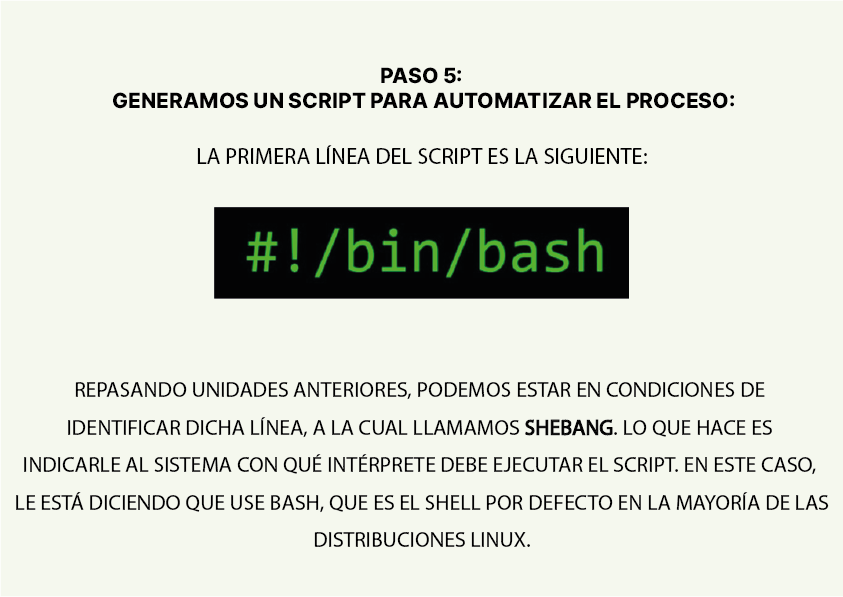 PASO 5:
GENERAMOS UN SCRIPT PARA AUTOMATIZAR EL PROCESO:
LA PRIMERA LÍNEA DEL SCRIPT ES LA SIGUIENTE:
#!/bin/bash
REPASANDO UNIDADES ANTERIORES, PODEMOS ESTAR EN CONDICIONES DE
IDENTIFICAR DICHA LÍNEA, A LA CUAL LLAMAMOS SHEBANG. LO QUE HACE ES
INDICARLE AL SISTEMA CON QUÉ INTÉRPRETE DEBE EJECUTAR EL SCRIPT. EN ESTE CASO,
LE ESTÁ DICIENDO QUE USE BASH, QUE ES EL SHELL POR DEFECTO EN LA MAYORÍA DE LAS
DISTRIBUCIONES LINUX.